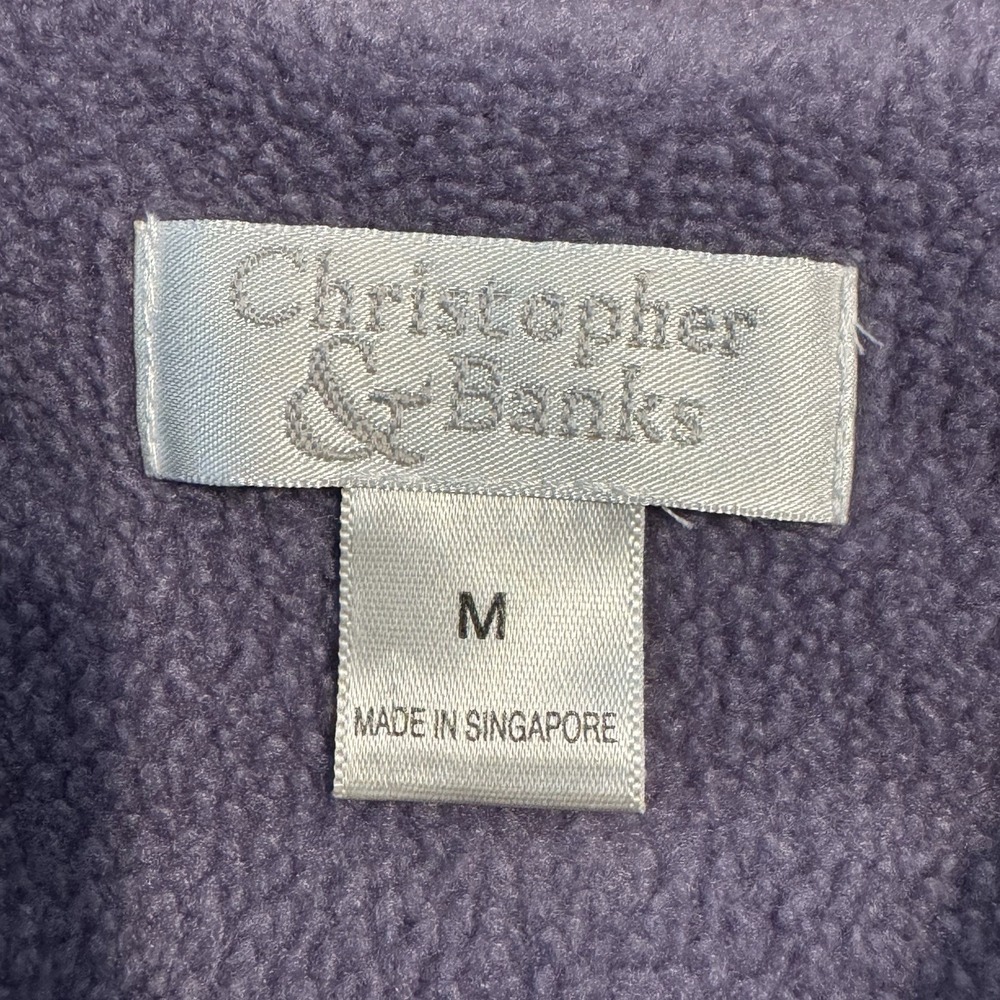 Christopher
& Banks
M
MADE IN SINGAPORE